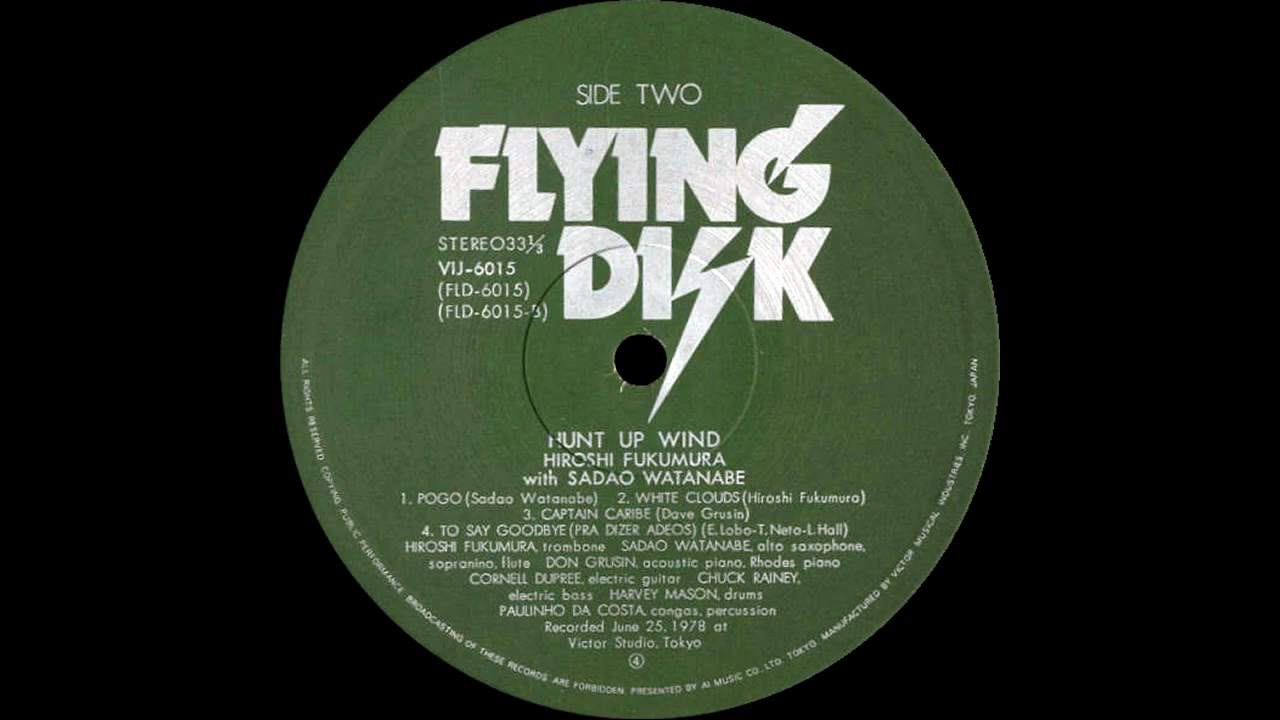 SIDE TWO
FLYING
DISK
STEREO33⅓
VIJ-6015
(FLD-6015)
(FLD-6015-B)
HUNT UP WIND
HIROSHI FUKUMURA
with SADAO WATANABE
1. POGO (Sadao Watanabe) 2. WHITE CLOUDS (Hiroshi Fukumura)
3. CAPTAIN CARIBE (Dave Grusin)
4. TO SAY GOODBYE (PRA DIZER ADEOS) (E.Lobo-T.Neto-L.Hall)
HIROSHI FUKUMURA, trombone SADAO WATANABE, alto saxophone,
sopranino, flute DON GRUSIN, acoustic piano, Rhodes piano
CORNELL DUPREE, electric guitar CHUCK RAINEY,
electric bass HARVEY MASON, drums
PAULINHO DA COSTA, congas, percussion
Recorded June 25, 1978 at
Victor Studio, Tokyo
④
ALL RIGHTS RESERVED. COPYING, PUBLIC PERFORMANCE, BROADCASTING OF THESE RECORDS ARE FORBIDDEN. PRESENTED BY AI MUSIC CO., LTD. TOKYO. MANUFACTURED BY VICTOR MUSICAL INDUSTRIES, INC. TOKYO, JAPAN